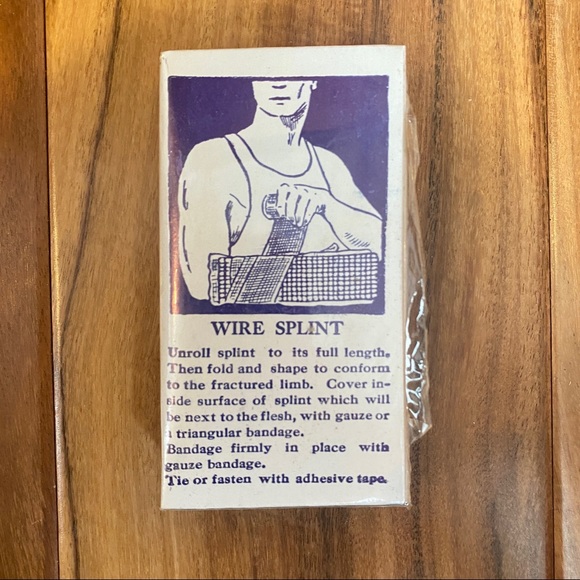 WIRE SPLINT
Unroll splint to its full length.
Then fold and shape to conform
to the fractured limb. Cover in-
side surface of splint which will
be next to the flesh, with gauze or
a triangular bandage.
Bandage firmly in place with
gauze bandage.
Tie or fasten with adhesive tape.